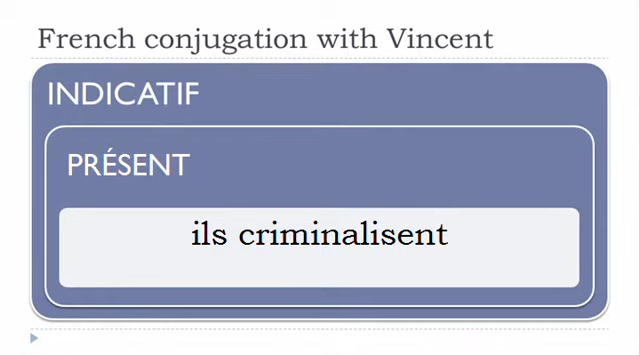 French conjugation with Vincent
INDICATIF
PRÉSENT
ils criminalisent